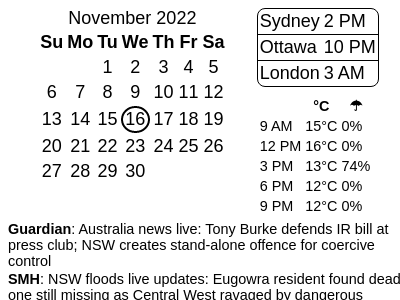 November 2022
Su Mo Tu We Th Fr Sa
1 2 3 4 5
6 7 8 9 10 11 12
13 14 15 16 17 18 19
20 21 22 23 24 25 26
27 28 29 30
Sydney 2 PM
Ottawa 10 PM
London 3 AM
°C ☂
9 AM 15°C 0%
12 PM 16°C 0%
3 PM 13°C 74%
6 PM 12°C 0%
9 PM 12°C 0%
Guardian: Australia news live: Tony Burke defends IR bill at
press club; NSW creates stand-alone offence for coercive
control
SMH: NSW floods live updates: Eugowra resident found dead
one still missing as Central West ravaged by dangerous